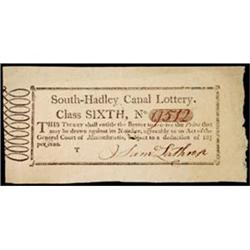 South-Hadley Canal Lottery.
Class SIXTH, No 9512
THIS TICKET shall entitle the Bearer to receive the Prize that
may be drawn against its Number, agreeably to an Act of the
General Court of Massachusetts, subject to a deduction of 12½
per cent.
T